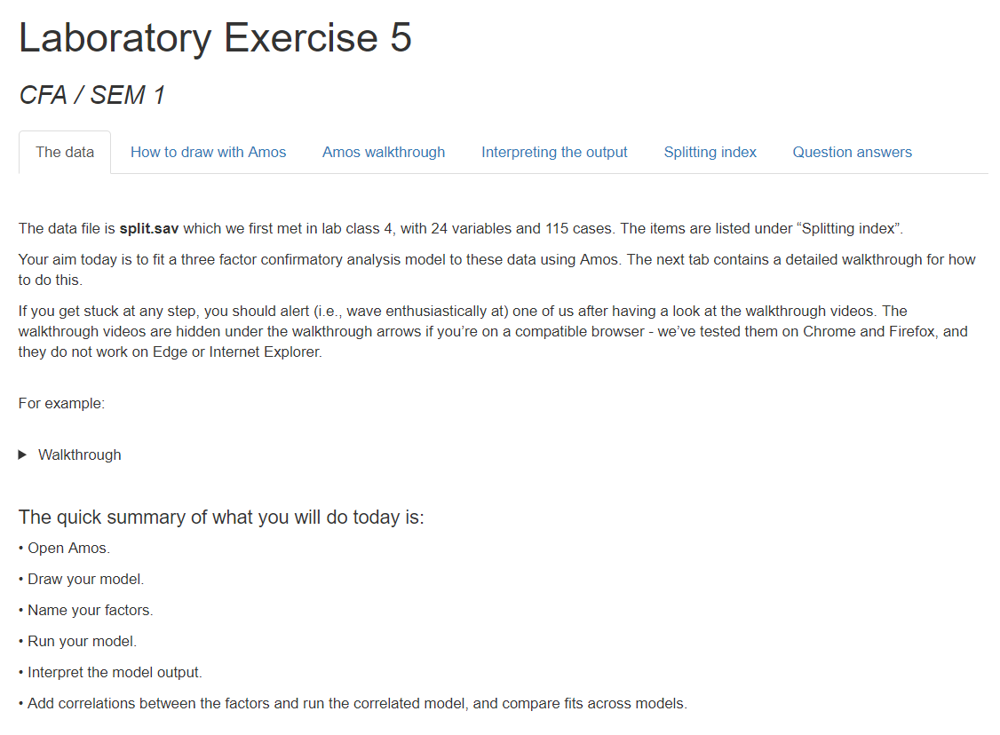 Laboratory Exercise 5
CFA / SEM 1
The data
How to draw with Amos
Amos walkthrough
Interpreting the output
Splitting index
Question answers
The data file is split.sav which we first met in lab class 4, with 24 variables and 115 cases. The items are listed under “Splitting index”.
Your aim today is to fit a three factor confirmatory analysis model to these data using Amos. The next tab contains a detailed walkthrough for how
to do this.
If you get stuck at any step, you should alert (i.e., wave enthusiastically at) one of us after having a look at the walkthrough videos. The
walkthrough videos are hidden under the walkthrough arrows if you’re on a compatible browser - we’ve tested them on Chrome and Firefox, and
they do not work on Edge or Internet Explorer.
For example:
Walkthrough
The quick summary of what you will do today is:
• Open Amos.
• Draw your model.
• Name your factors.
• Run your model.
• Interpret the model output.
• Add correlations between the factors and run the correlated model, and compare fits across models.